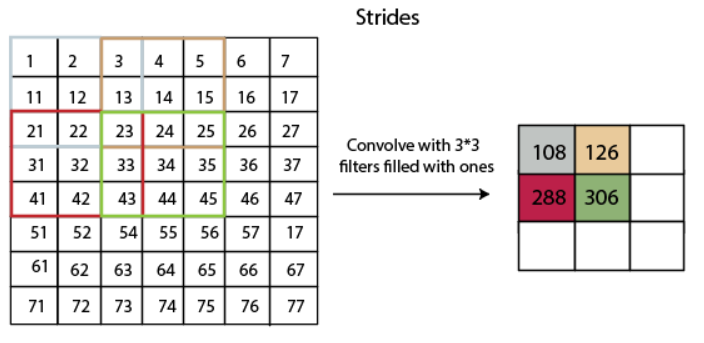 Strides
1 2 3 4 5 6 7
11 12 13 14 15 16 17
21 22 23 24 25 26 27
31 32 33 34 35 36 37
41 42 43 44 45 46 47
51 52 54 55 56 57 17
61 62 63 64 65 66 67
71 72 73 74 75 76 77
Convolve with 3*3
filters filled with ones
108 126
288 306